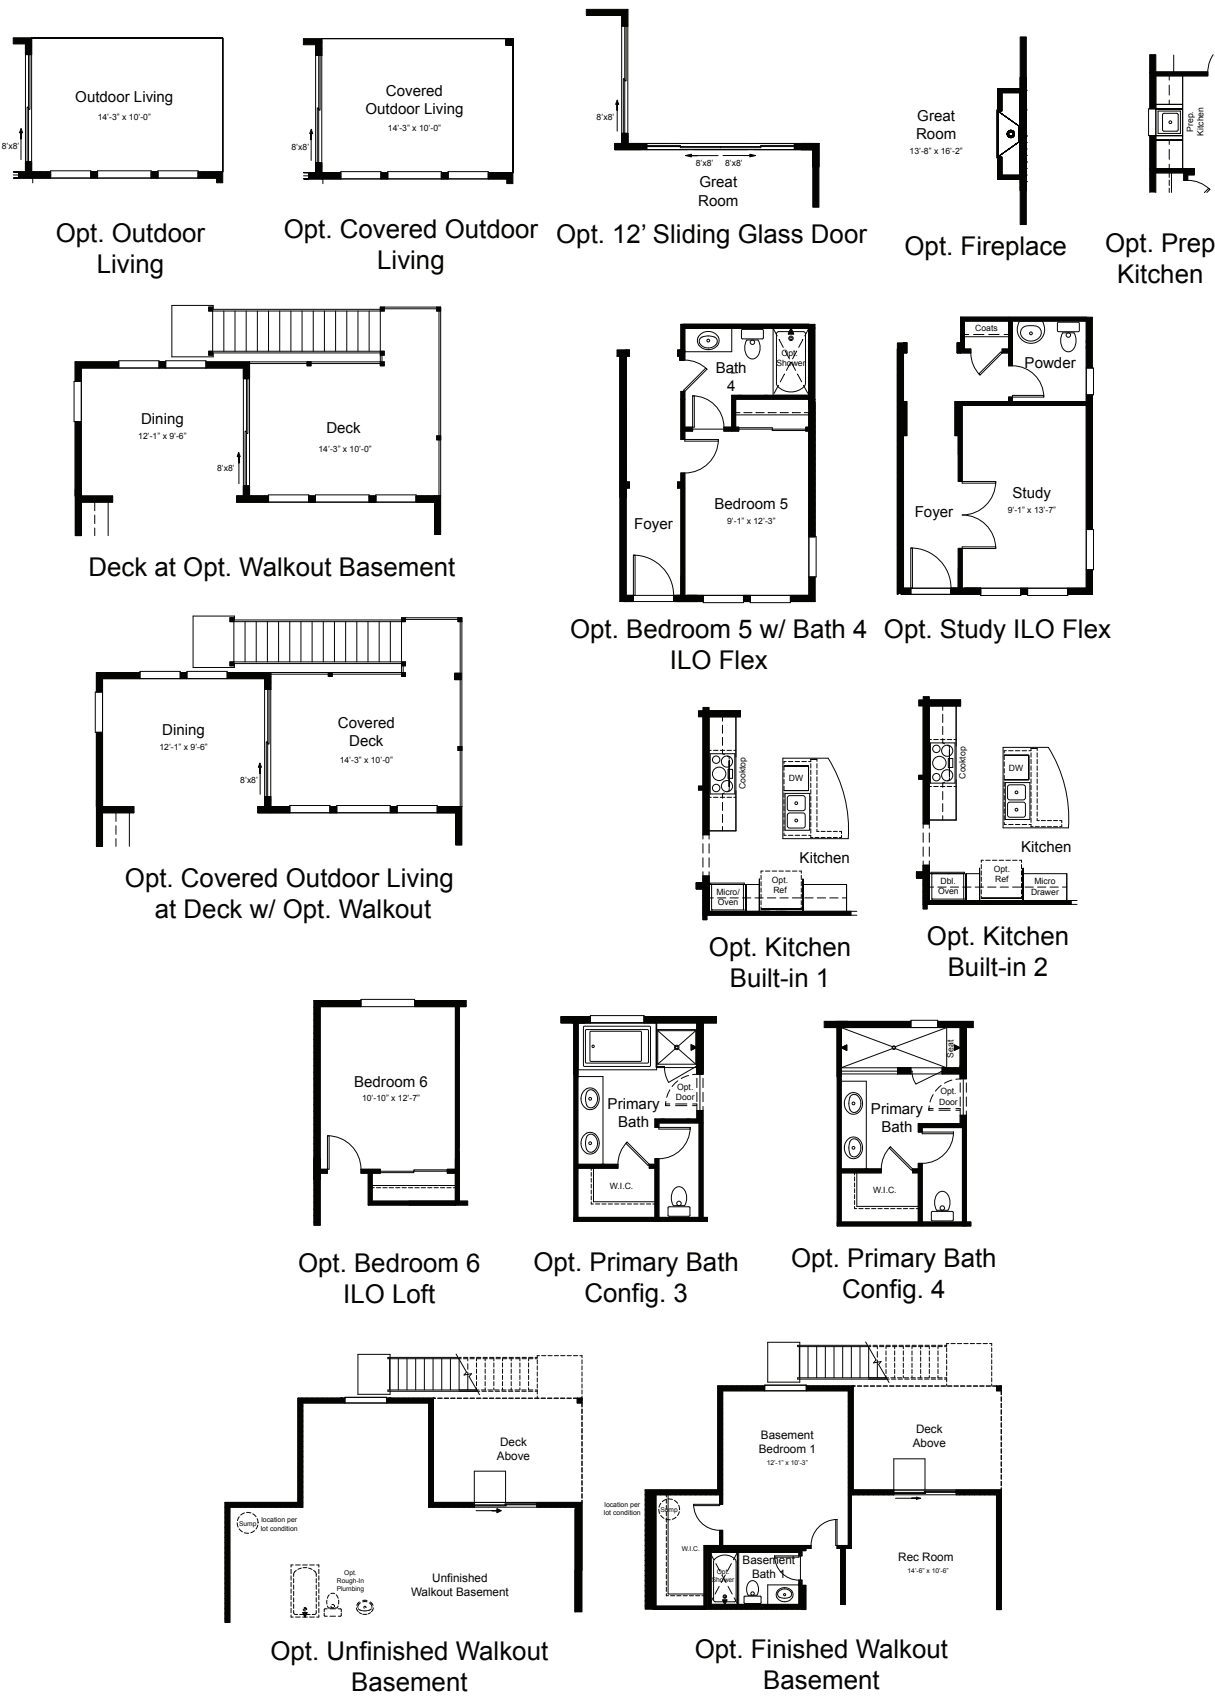 Outdoor Living
14'-3" x 10'-0"
8'x8'
Opt. Outdoor
Living
Covered
Outdoor Living
14'-3" x 10'-0"
8'x8'
Opt. Covered Outdoor
Living
8'x8'
8'x8' 8'x8'
Great
Room
Opt. 12' Sliding Glass Door
Great
Room
13'-8" x 16'-2"
Opt. Fireplace
Prep.
Kitchen
Opt. Prep
Kitchen
Dining
12'-1" x 9'-6"
8'x8'
Deck
14'-3" x 10'-0"
Deck at Opt. Walkout Basement
Bath
4
Opt.
Shower
Bedroom 5
9'-1" x 12'-3"
Foyer
Opt. Bedroom 5 w/ Bath 4
ILO Flex
Coats
Powder
Study
9'-1" x 13'-7"
Foyer
Opt. Study ILO Flex
Dining
12'-1" x 9'-6"
8'x8'
Covered
Deck
14'-3" x 10'-0"
Opt. Covered Outdoor Living
at Deck w/ Opt. Walkout
Cooktop
DW
Kitchen
Micro/
Oven
Opt.
Ref
Opt. Kitchen
Built-in 1
Cooktop
DW
Kitchen
Dbl.
Oven
Opt.
Ref
Micro
Drawer
Opt. Kitchen
Built-in 2
Bedroom 6
10'-10" x 12'-7"
Opt. Bedroom 6
ILO Loft
Opt.
Door
Primary
Bath
W.I.C.
Opt. Primary Bath
Config. 3
Seat
Opt.
Door
Primary
Bath
W.I.C.
Opt. Primary Bath
Config. 4
Deck
Above
Sump
location per
lot condition
Opt.
Rough-In
Plumbing
Unfinished
Walkout Basement
Opt. Unfinished Walkout
Basement
Basement
Bedroom 1
12'-1" x 10'-3"
Deck
Above
location per
lot condition
Sump
W.I.C.
Opt.
Shower
Basement
Bath 1
Rec Room
14'-6" x 10'-6"
Opt. Finished Walkout
Basement